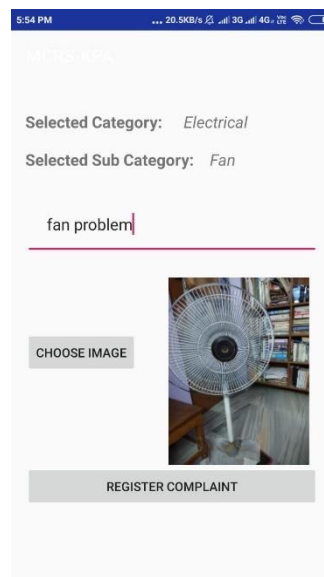 5:54 PM
... 20.5KB/s 3G 4G
Selected Category: Electrical
Selected Sub Category: Fan
fan problem
CHOOSE IMAGE
REGISTER COMPLAINT